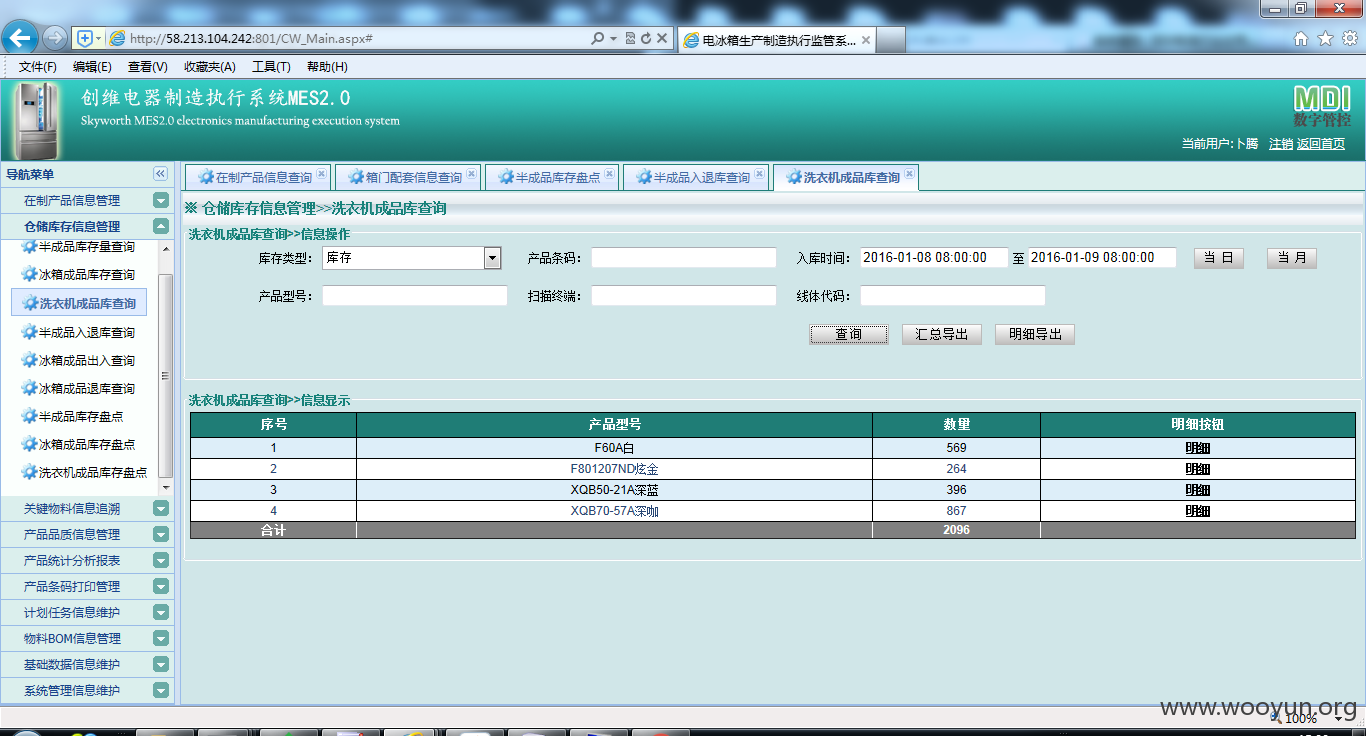 http://58.213.104.242:801/CW_Main.aspx#
电冰箱生产制造执行监管系...
文件(F) 编辑(E) 查看(V) 收藏夹(A) 工具(T) 帮助(H)
创维电器制造执行系统MES2.0
Skyworth MES2.0 electronics manufacturing execution system
MDI
数字管控
当前用户:卜腾 注销 返回首页
导航菜单
在制产品信息管理
仓储库存信息管理
半成品库存量查询
冰箱成品库存查询
洗衣机成品库查询
半成品入退库查询
冰箱成品出入查询
冰箱成品退库查询
半成品库存盘点
冰箱成品库存盘点
洗衣机成品库存盘点
关键物料信息追溯
产品品质信息管理
产品统计分析报表
产品条码打印管理
计划任务信息维护
物料BOM信息管理
基础数据信息维护
系统管理信息维护
在制产品信息查询 箱门配套信息查询 半成品库存盘点 半成品入退库查询 洗衣机成品库查询
※ 仓储库存信息管理>>洗衣机成品库查询
洗衣机成品库查询>>信息操作
库存类型: 库存 产品条码: 入库时间: 2016-01-08 08:00:00 至 2016-01-09 08:00:00 当 日 当 月
产品型号: 扫描终端: 线体代码:
查询 汇总导出 明细导出
洗衣机成品库查询>>信息显示
序号 产品型号 数量 明细按钮
1 F60A白 569 明细
2 F801207ND炫金 264 明细
3 XQB50-21A深蓝 396 明细
4 XQB70-57A深咖 867 明细
合计 2096
www.wooyun.org
100%